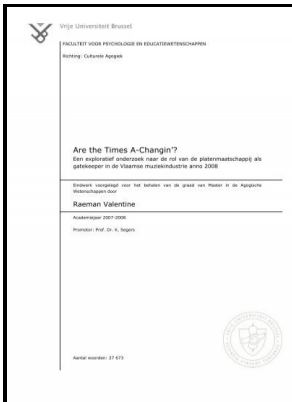 Vrije Universiteit Brussel
FACULTEIT VOOR PSYCHOLOGIE EN EDUCATIEWETENSCHAPPEN
Richting: Culturele Agogiek
Are the Times A-Changin'?
Een exploratief onderzoek naar de rol van de platenmaatschappij als
gatekeeper in de Vlaamse muziekindustrie anno 2008
Eindwerk voorgelegd voor het behalen van de graad van Master in de Agogische
Wetenschappen door
Raeman Valentine
Academiejaar 2007-2008
Promotor: Prof. Dr. K. Segers
Aantal woorden: 37 673